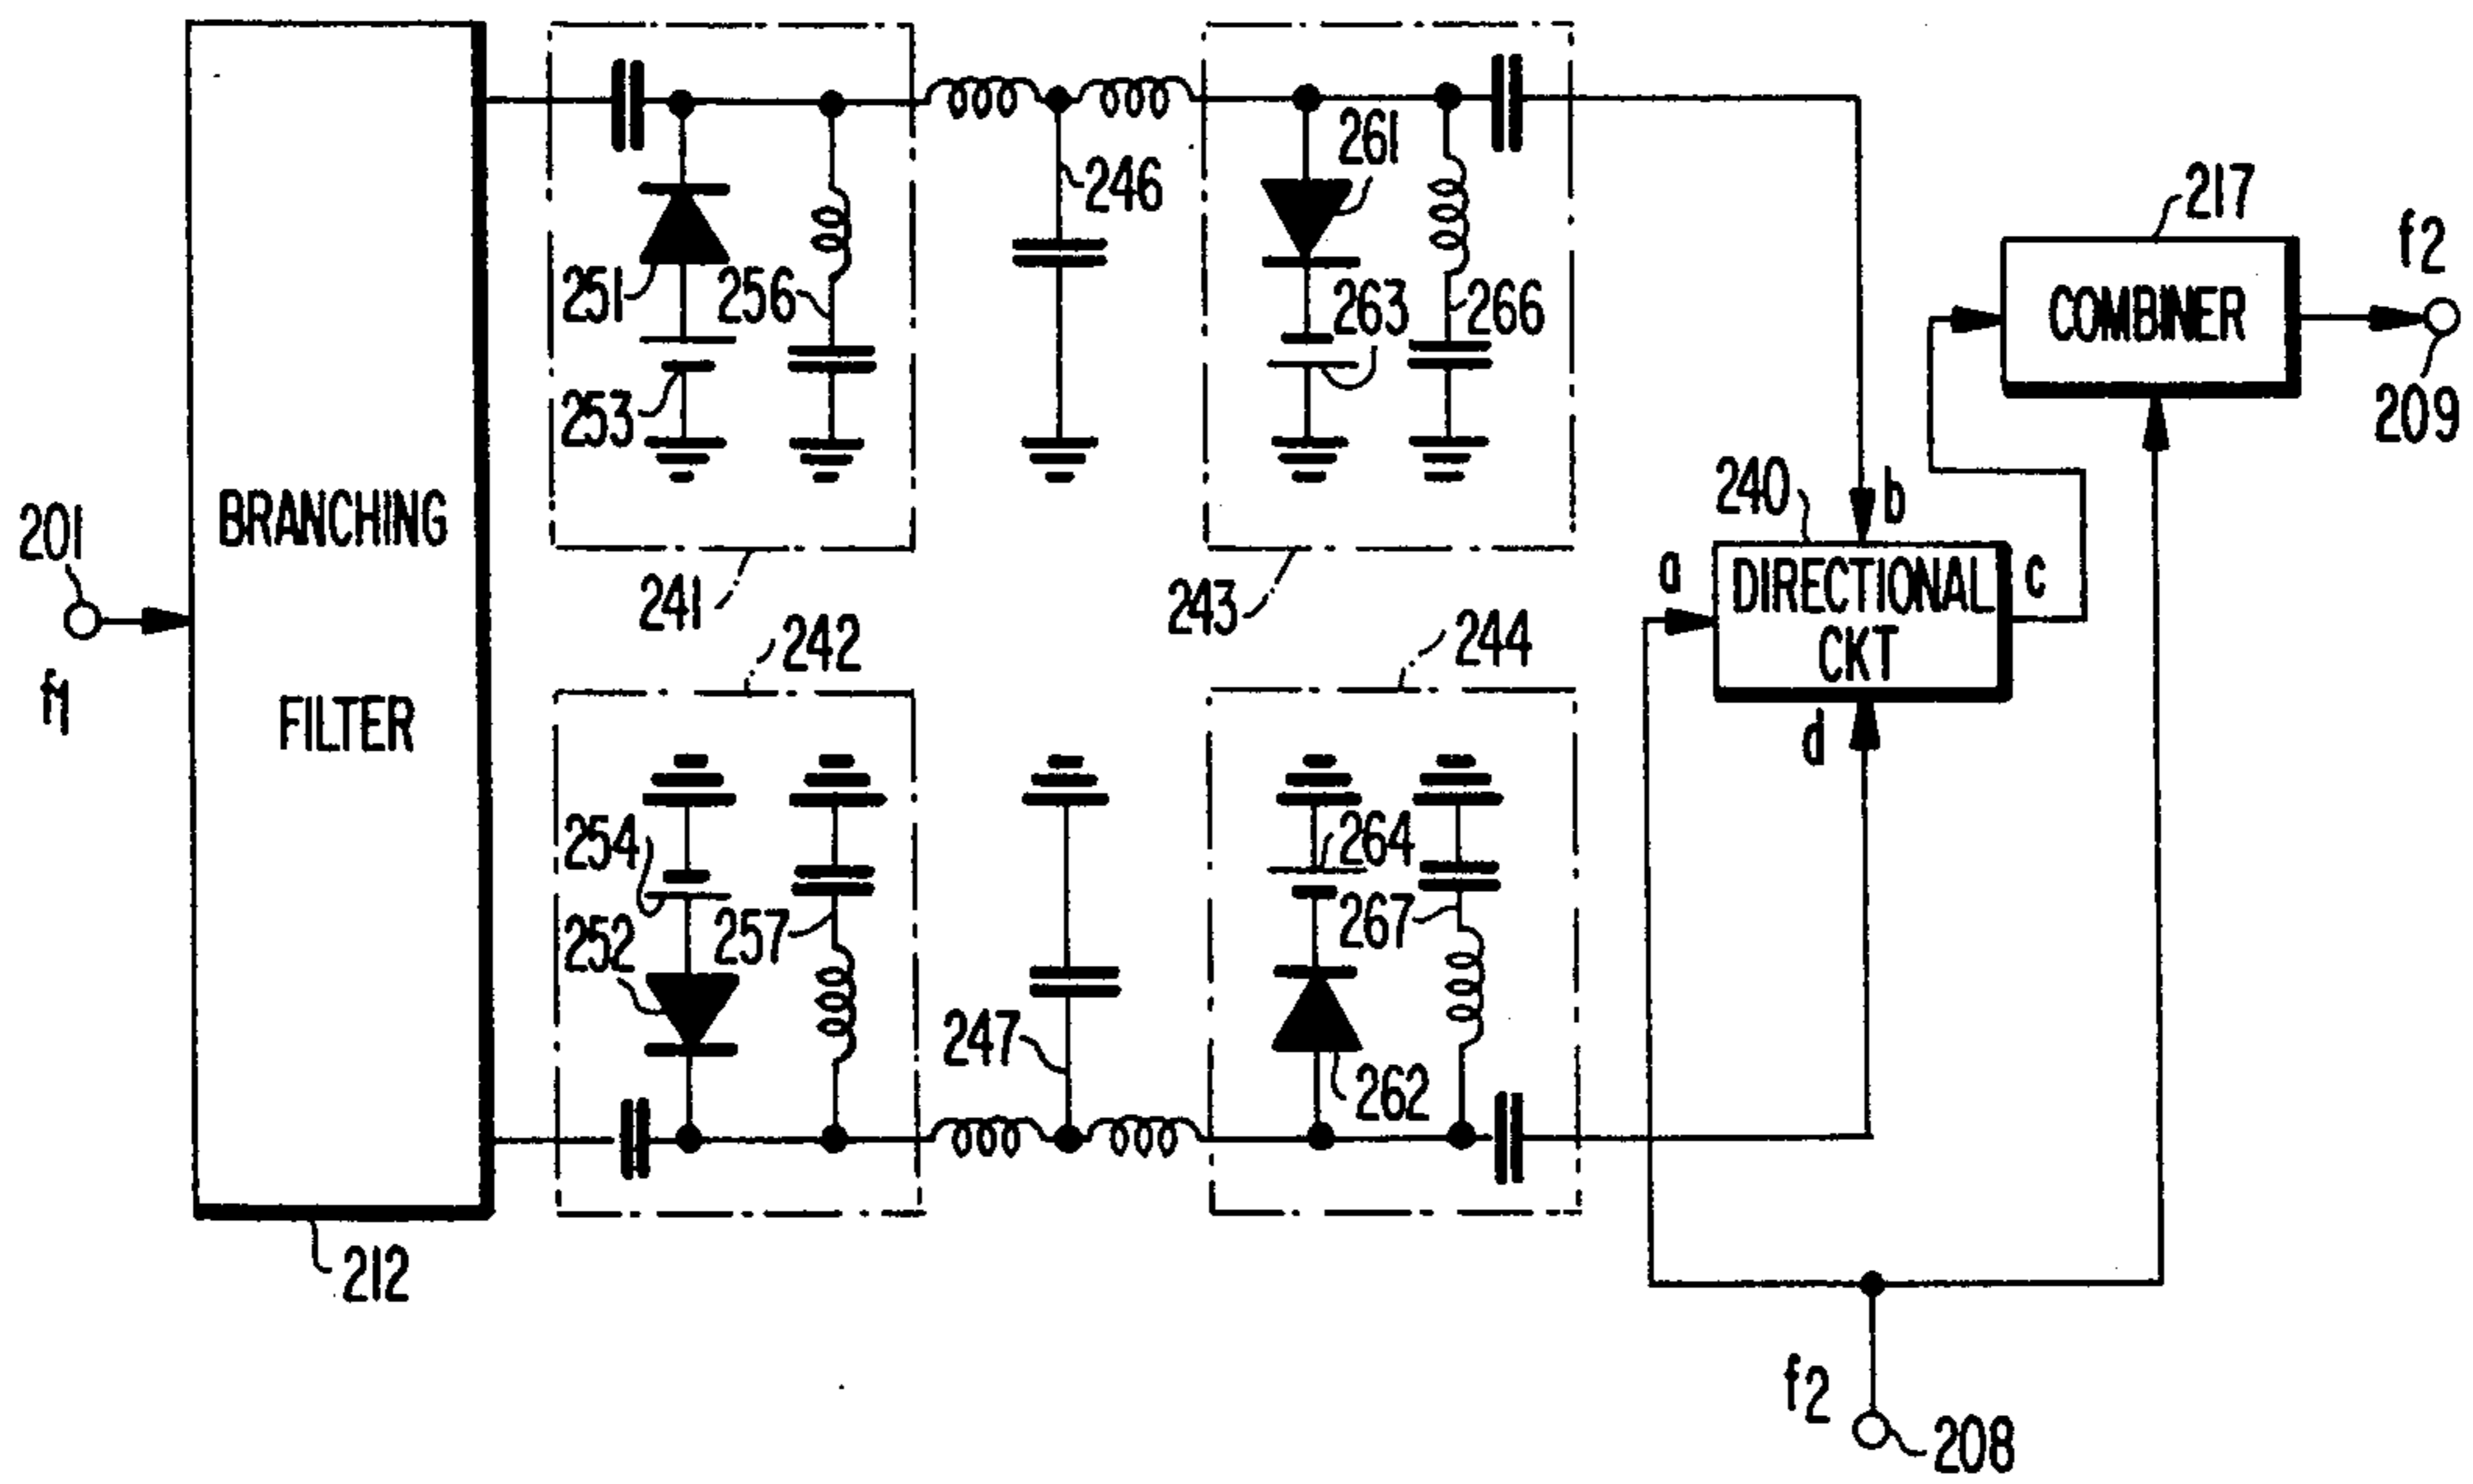 246
261
217
f2
251
256
263
266
COMBINER
253
209
201
BRANCHING
240
b
a
DIRECTIONAL
c
241
243
CKT
242
244
f1
FILTER
d
254
264
252
257
267
247
262
212
f2
208